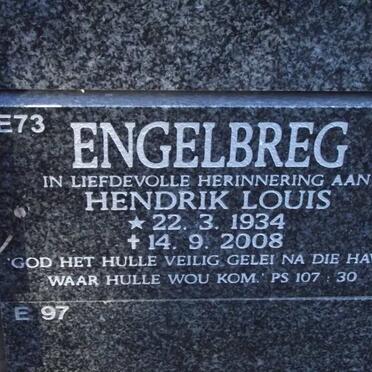 E73
ENGELBREG
IN LIEFDEVOLLE HERINNERING AAN
HENDRIK LOUIS
★ 22. 3. 1934
✝ 14. 9. 2008
'GOD HET HULLE VEILIG GELEI NA DIE
WAAR HULLE WOU KOM.' PS 107 : 30
E 97